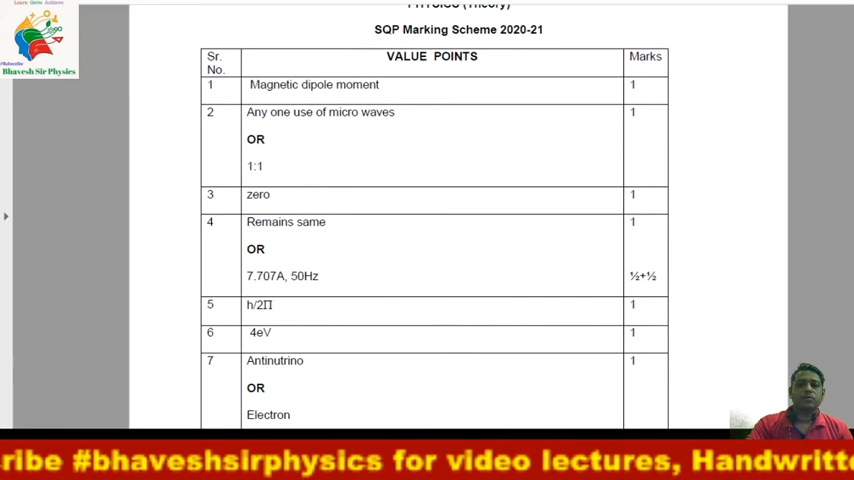 Learn Grow Achieve
#Subscribe
Bhavesh Sir Physics
PHYSICS (Theory)
SQP Marking Scheme 2020-21
Sr. No. VALUE POINTS Marks
1 Magnetic dipole moment 1
2 Any one use of micro waves 1
OR
1:1
3 zero 1
4 Remains same 1
OR
7.707A, 50Hz ½+½
5 h/2Π 1
6 4eV 1
7 Antinutrino 1
OR
Electron
ribe #bhaveshsirphysics for video lectures, Handwritte